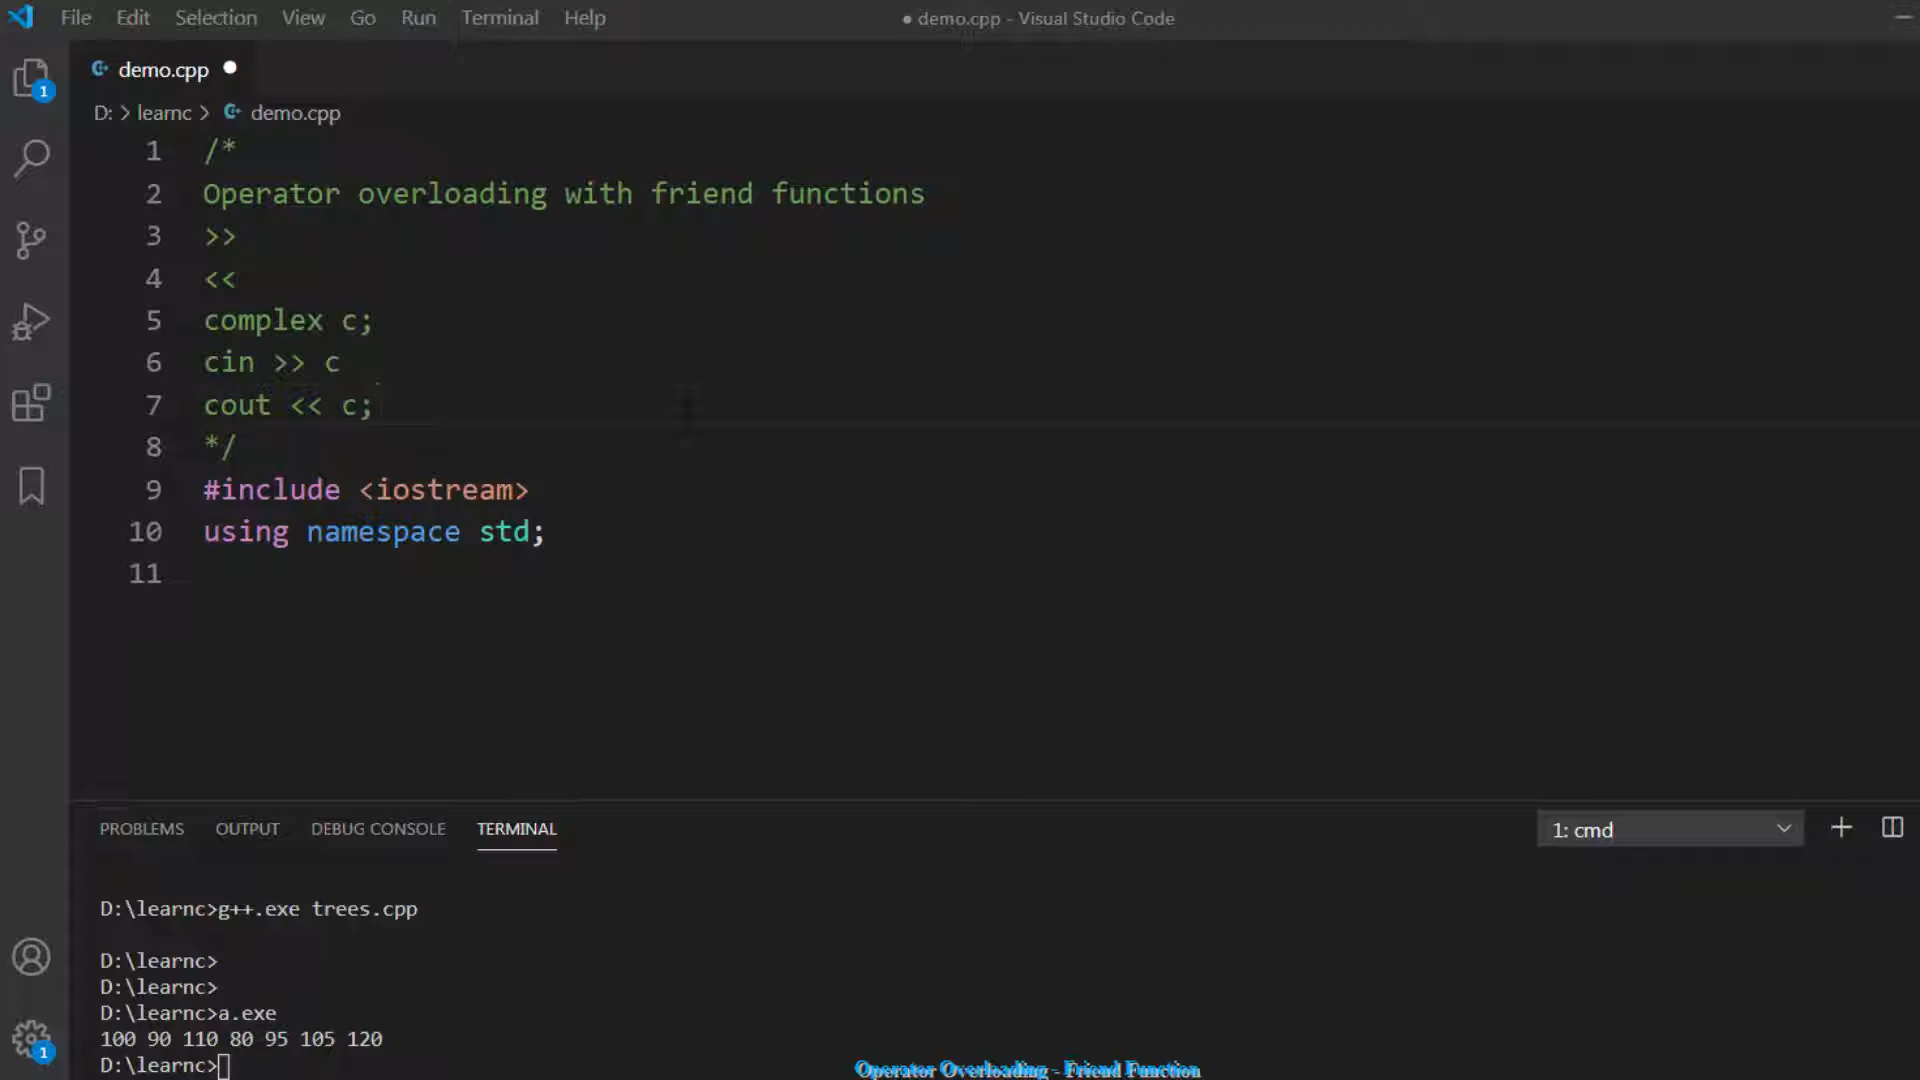 File Edit Selection View Go Run Terminal Help
● demo.cpp - Visual Studio Code
demo.cpp ●
D: > learnc > demo.cpp
1 /*
2 Operator overloading with friend functions
3 >>
4 <<
5 complex c;
6 cin >> c
7 cout << c;
8 */
9 #include <iostream>
10 using namespace std;
11
PROBLEMS OUTPUT DEBUG CONSOLE TERMINAL
1: cmd
D:\learnc>g++.exe trees.cpp
D:\learnc>
D:\learnc>
D:\learnc>a.exe
100 90 110 80 95 105 120
D:\learnc>
1
1
Operator Overloading - Friend Function